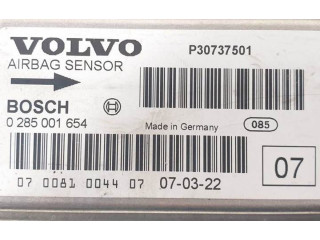 VOLVO
P30737501
AIRBAG SENSOR
BOSCH
0 285 001 654
Made in Germany
085
07
07 0081 0044 07
07-03-22